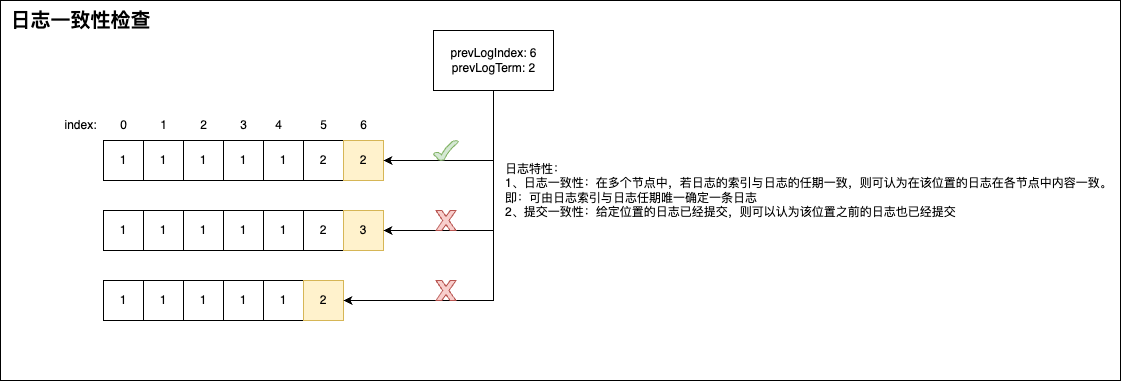 日志一致性检查
prevLogIndex: 6
prevLogTerm: 2
index: 0 1 2 3 4 5 6
1 1 1 1 1 2 2
日志特性：
1、日志一致性：在多个节点中，若日志的索引与日志的任期一致，则可认为在该位置的日志在各节点中内容一致。
即：可由日志索引与日志任期唯一确定一条日志
2、提交一致性：给定位置的日志已经提交，则可以认为该位置之前的日志也已经提交
1 1 1 1 1 2 3
1 1 1 1 1 2